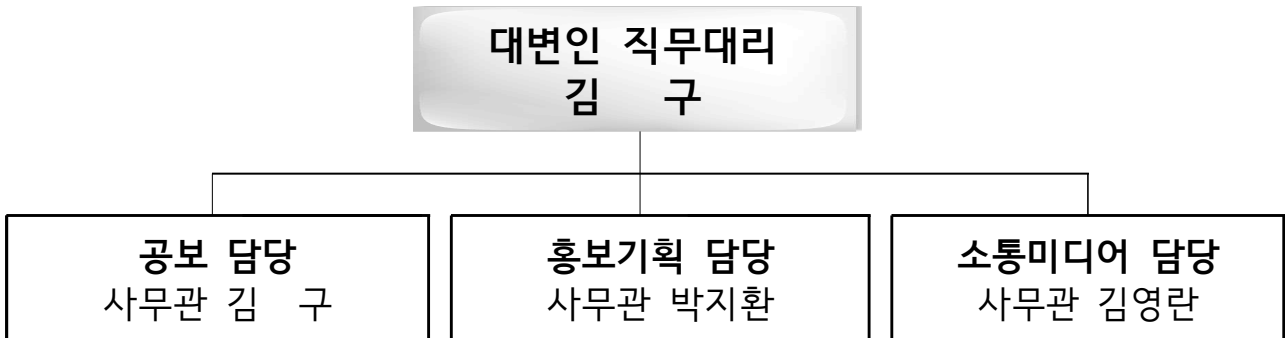 대변인 직무대리
김 구
공보 담당
사무관 김 구
홍보기획 담당
사무관 박지환
소통미디어 담당
사무관 김영란